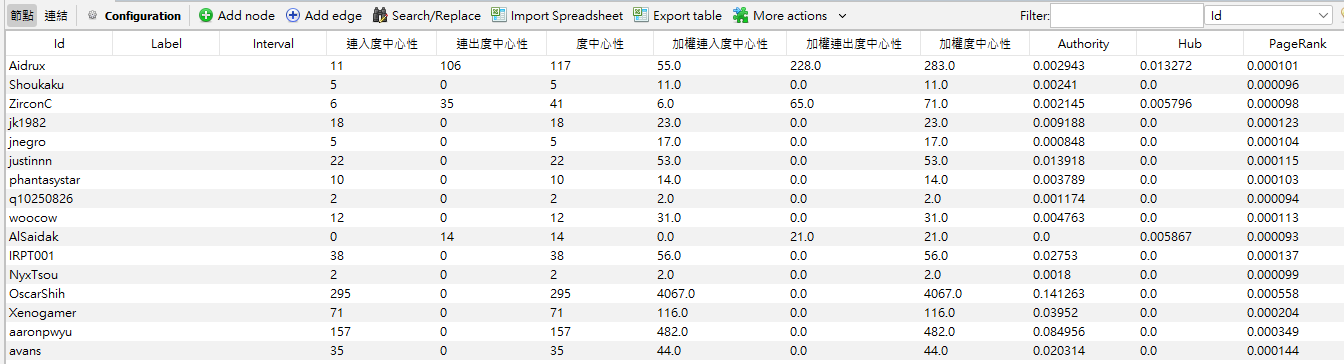 節點 連結 Configuration Add node Add edge Search/Replace Import Spreadsheet Export table More actions Filter: Id
Id Label Interval 連入度中心性 連出度中心性 度中心性 加權連入度中心性 加權連出度中心性 加權度中心性 Authority Hub PageRank
Aidrux 11 106 117 55.0 228.0 283.0 0.002943 0.013272 0.000101
Shoukaku 5 0 5 11.0 0.0 11.0 0.00241 0.0 0.000096
ZirconC 6 35 41 6.0 65.0 71.0 0.002145 0.005796 0.000098
jk1982 18 0 18 23.0 0.0 23.0 0.009188 0.0 0.000123
jnegro 5 0 5 17.0 0.0 17.0 0.000848 0.0 0.000104
justinnn 22 0 22 53.0 0.0 53.0 0.013918 0.0 0.000115
phantasystar 10 0 10 14.0 0.0 14.0 0.003789 0.0 0.000103
q10250826 2 0 2 2.0 0.0 2.0 0.001174 0.0 0.000094
woocow 12 0 12 31.0 0.0 31.0 0.004763 0.0 0.000113
AlSaidak 0 14 14 0.0 21.0 21.0 0.0 0.005867 0.000093
IRPT001 38 0 38 56.0 0.0 56.0 0.02753 0.0 0.000137
NyxTsou 2 0 2 2.0 0.0 2.0 0.0018 0.0 0.000099
OscarShih 295 0 295 4067.0 0.0 4067.0 0.141263 0.0 0.000558
Xenogamer 71 0 71 116.0 0.0 116.0 0.03952 0.0 0.000204
aaronpwyu 157 0 157 482.0 0.0 482.0 0.084956 0.0 0.000349
avans 35 0 35 44.0 0.0 44.0 0.020314 0.0 0.000144